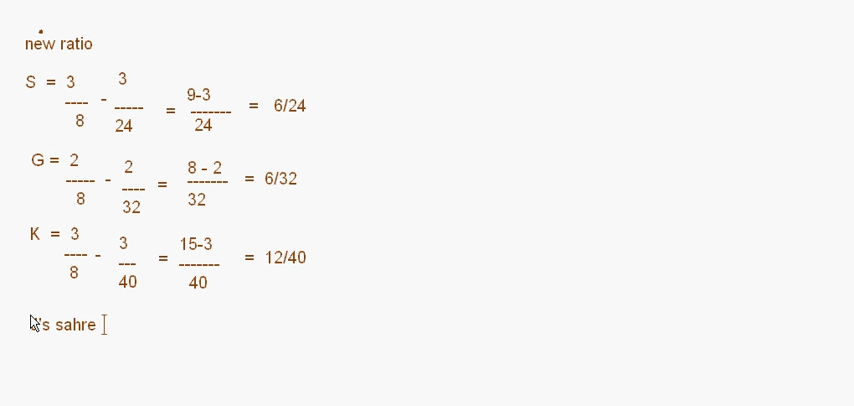 new ratio
S = 3/8 - 3/24 = 9-3/24 = 6/24
G = 2/8 - 2/32 = 8 - 2/32 = 6/32
K = 3/8 - 3/40 = 15-3/40 = 12/40
's sahre